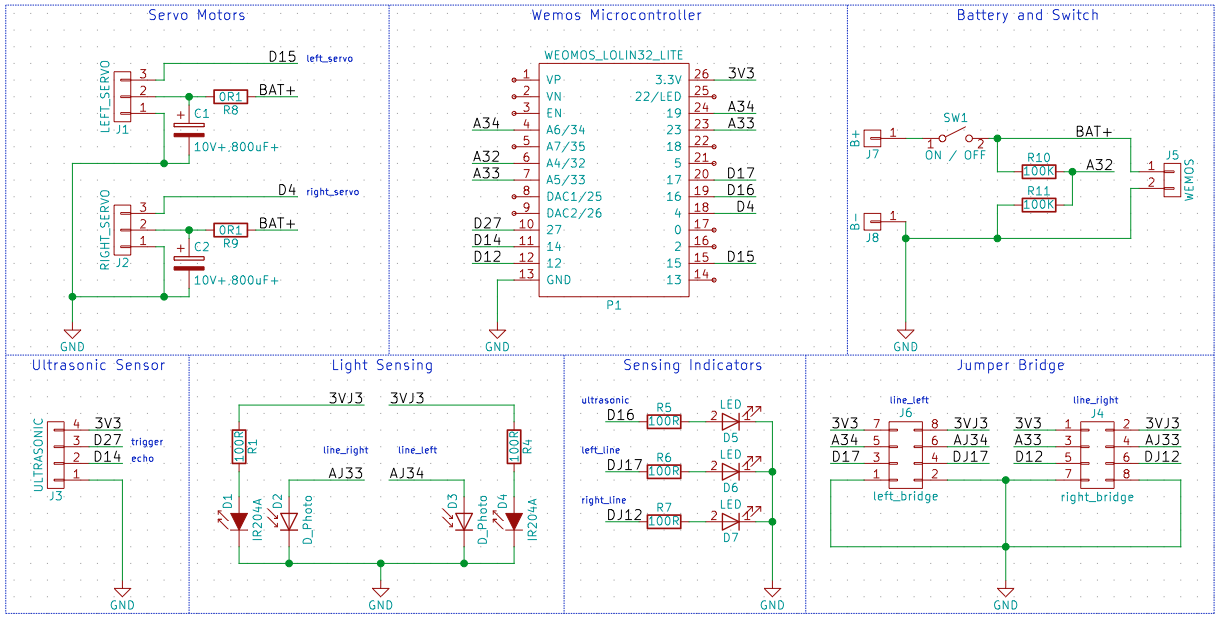 Servo Motors
D15 left_servo
LEFT_SERVO
3
2
1
J1
BAT+
0R1
R8
C1
+
10V+,800uF+
D4 right_servo
RIGHT_SERVO
3
2
1
J2
BAT+
0R1
R9
C2
+
10V+,800uF+
GND
Wemos Microcontroller
WEOMOS_LOLIN32_LITE
1 VP
2 VN
3 EN
A34 4 A6/34
5 A7/35
A32 6 A4/32
A33 7 A5/33
8 DAC1/25
9 DAC2/26
D27 10 27
D14 11 14
D12 12 12
13 GND
3.3V 26 3V3
22/LED 25
19 24 A34
23 23 A33
18 22
5 21
17 20 D17
16 19 D16
4 18 D4
0 17
2 16
15 15 D15
13 14
P1
GND
Battery and Switch
SW1
B+
1
J7
1
2
ON / OFF
BAT+
R10
100K
A32
R11
100K
J5
1
2
WEMOS
B-
1
J8
GND
Ultrasonic Sensor
ULTRASONIC
4 3V3
3 D27 trigger
2 D14 echo
1
J3
GND
Light Sensing
3VJ3 3VJ3
100R
R1
line_right line_left
AJ33 AJ34
100R
R4
D1
IR204A
D2
D_Photo
D3
D_Photo
D4
IR204A
GND
Sensing Indicators
ultrasonic
D16
R5
100R
2
LED
1
D5
left_line
DJ17
R6
100R
2
LED
1
D6
right_line
DJ12
R7
100R
2
LED
1
D7
GND
Jumper Bridge
line_left
J6
3V3 7 8 3VJ3
A34 5 6 AJ34
D17 3 4 DJ17
1 2
left_bridge
line_right
J4
3V3 1 2 3VJ3
A33 3 4 AJ33
D12 5 6 DJ12
7 8
right_bridge
GND